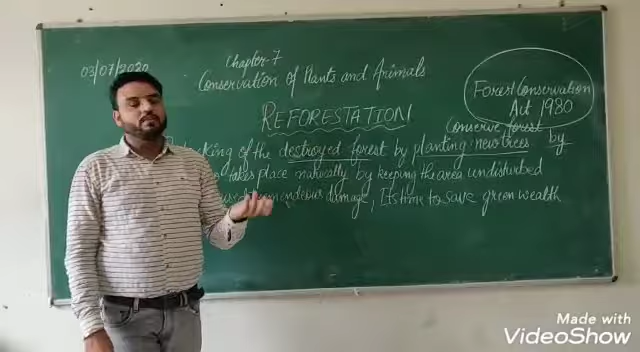 03/07/2020
Chapter-7
Conservation of Plants and Animals
Forest Conservation
Act 1980
REFORESTATION
Conserve forest
of the destroyed forest by planting new trees by
takes place naturally by keeping the area undisturbed
damage, It's time to save green wealth
Made with
VideoShow